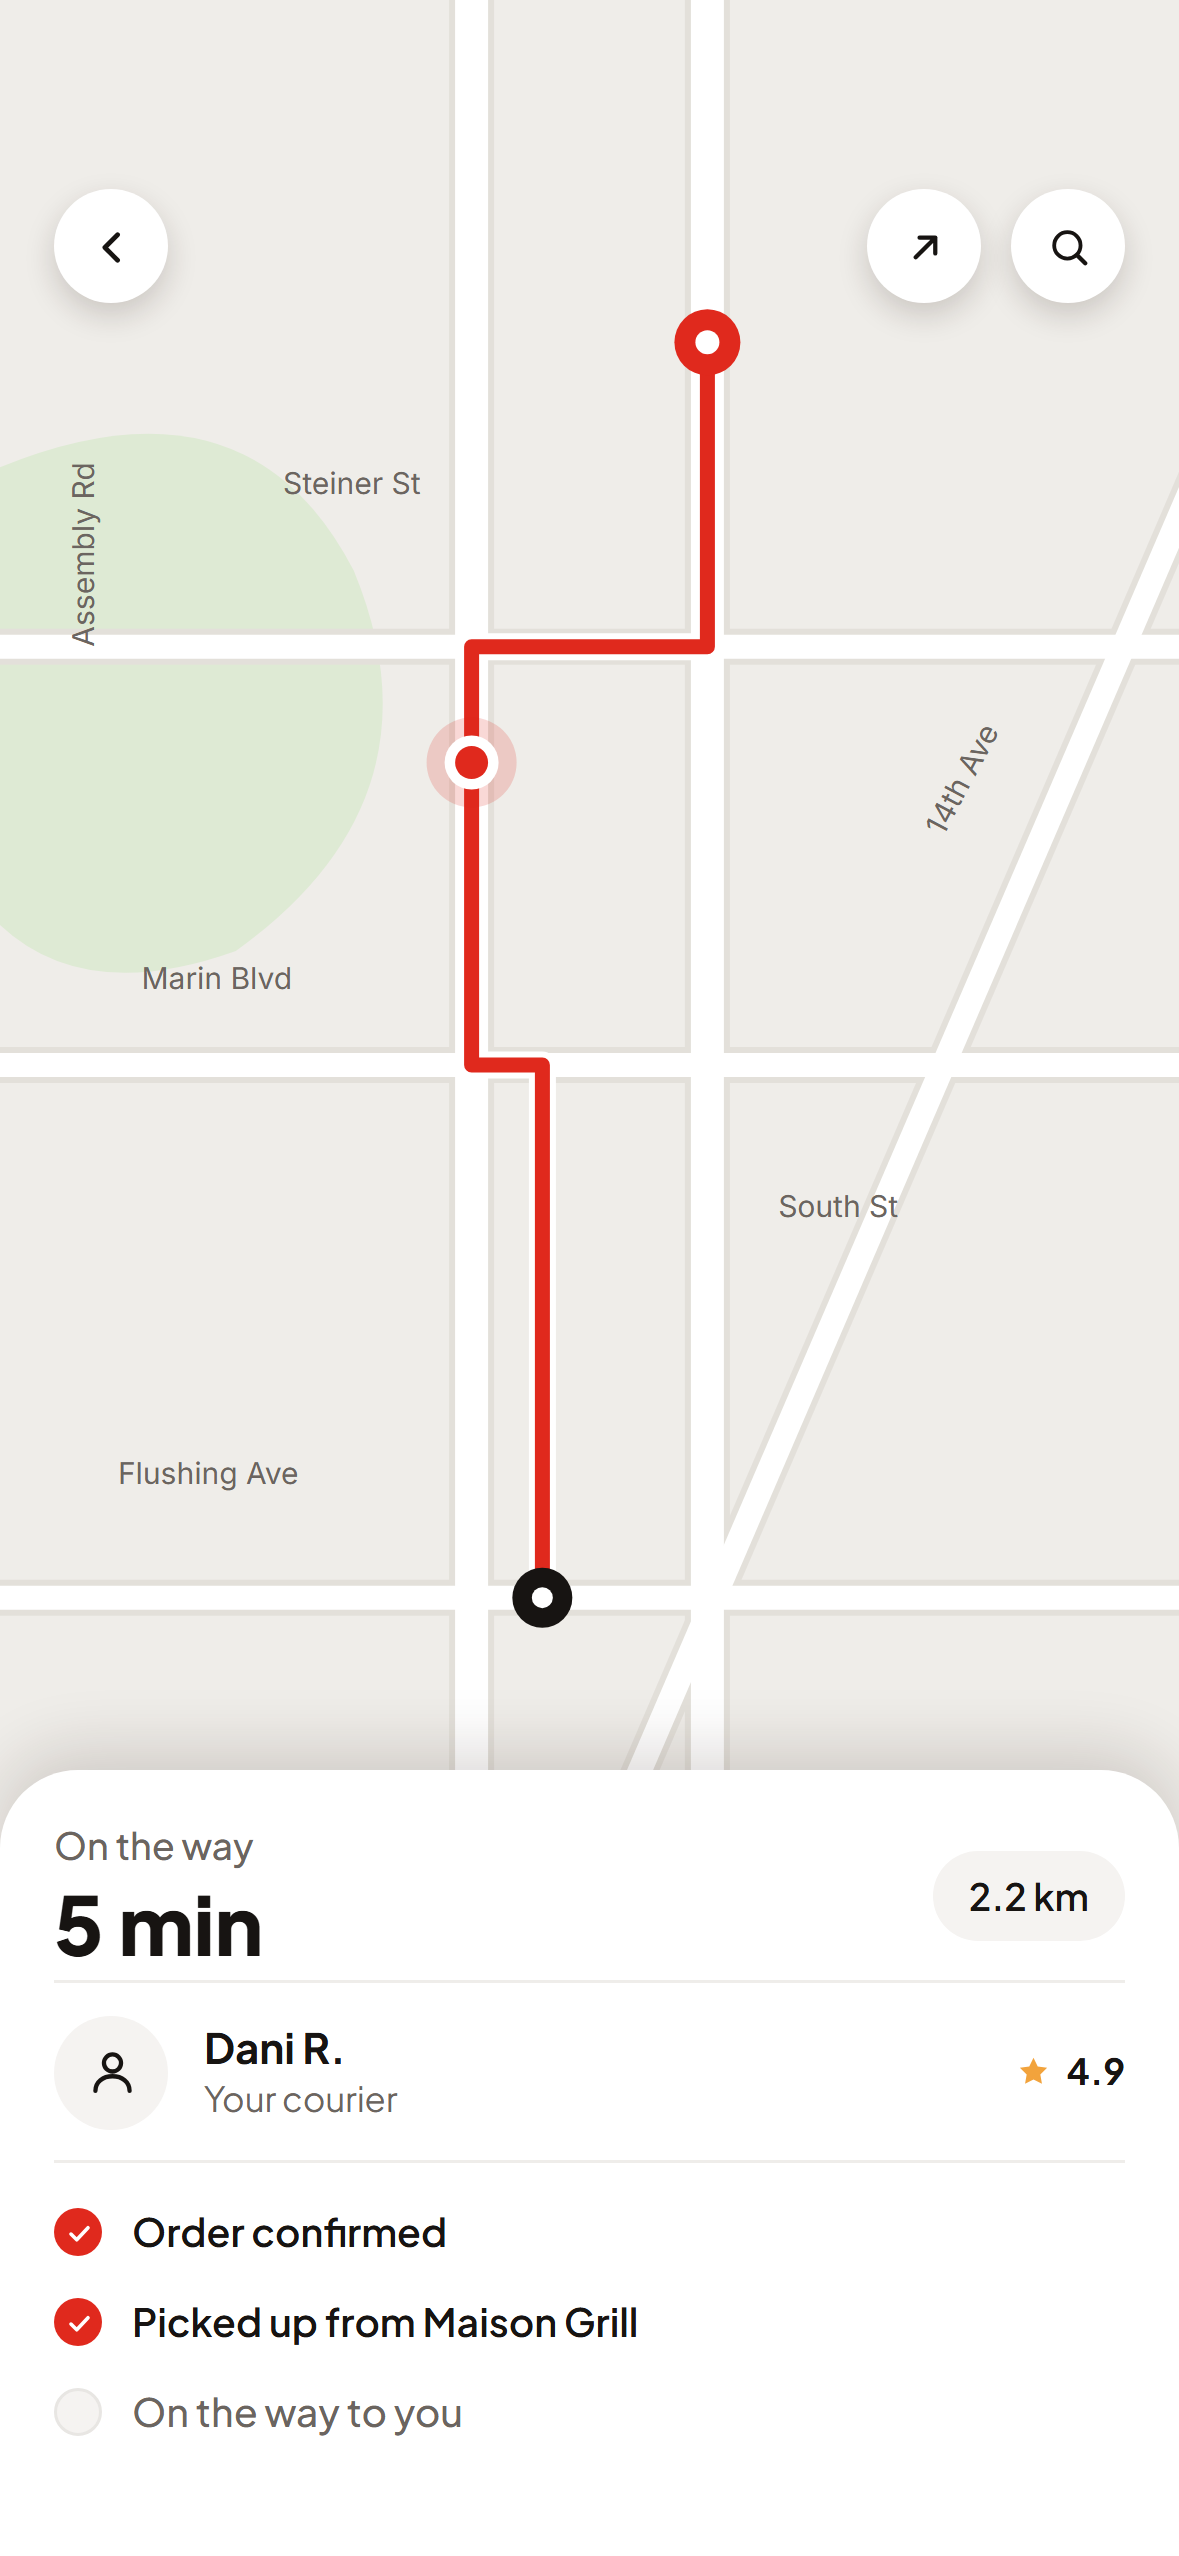 Steiner St
Assembly Rd
14th Ave
Marin Blvd
South St
Flushing Ave
On the way
5 min
2.2 km
Dani R.
Your courier
4.9
Order confirmed
Picked up from Maison Grill
On the way to you